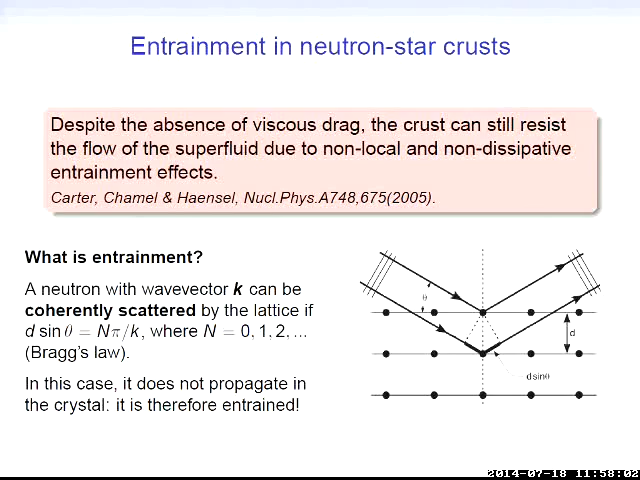 Entrainment in neutron-star crusts
Despite the absence of viscous drag, the crust can still resist
the flow of the superfluid due to non-local and non-dissipative
entrainment effects.
Carter, Chamel & Haensel, Nucl.Phys.A748,675(2005).
What is entrainment?
A neutron with wavevector k can be
coherently scattered by the lattice if
d sin θ = Nπ/k, where N = 0, 1, 2, ...
(Bragg's law).
In this case, it does not propagate in
the crystal: it is therefore entrained!
θ
d
dsinθ
2014-07-18 11:58:02